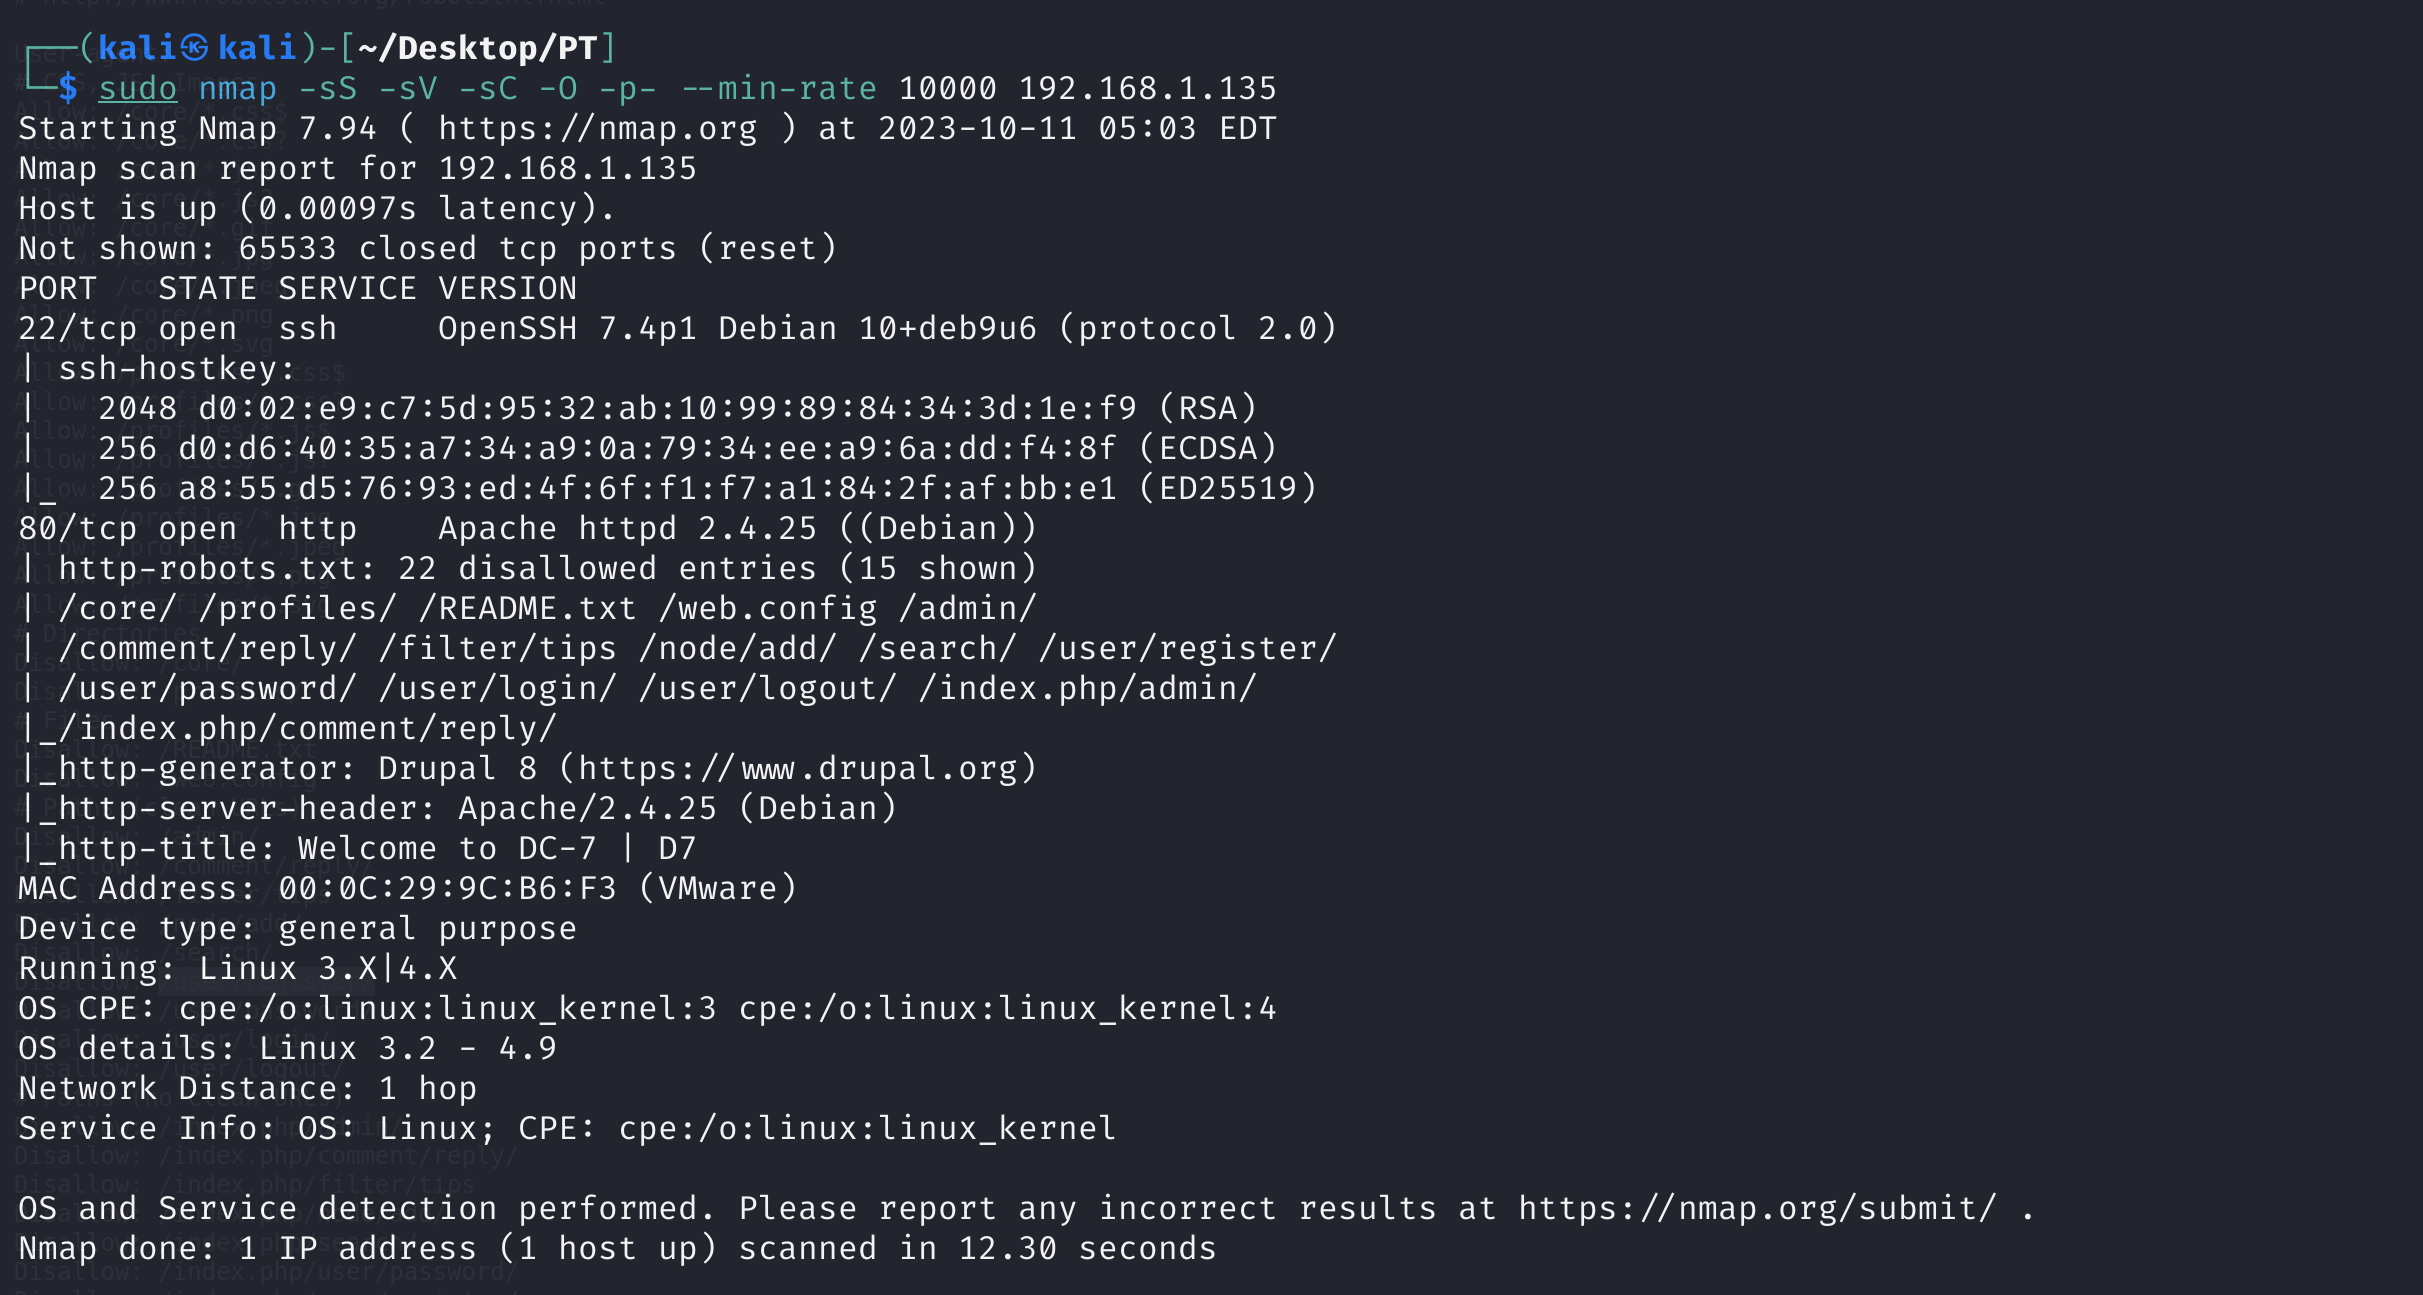 ┌──(kali㉿kali)-[~/Desktop/PT]
└─$ sudo nmap -sS -sV -sC -O -p- --min-rate 10000 192.168.1.135
Starting Nmap 7.94 ( https://nmap.org ) at 2023-10-11 05:03 EDT
Nmap scan report for 192.168.1.135
Host is up (0.00097s latency).
Not shown: 65533 closed tcp ports (reset)
PORT   STATE SERVICE VERSION
22/tcp open  ssh     OpenSSH 7.4p1 Debian 10+deb9u6 (protocol 2.0)
| ssh-hostkey:
|   2048 d0:02:e9:c7:5d:95:32:ab:10:99:89:84:34:3d:1e:f9 (RSA)
|   256 d0:d6:40:35:a7:34:a9:0a:79:34:ee:a9:6a:dd:f4:8f (ECDSA)
|_  256 a8:55:d5:76:93:ed:4f:6f:f1:f7:a1:84:2f:af:bb:e1 (ED25519)
80/tcp open  http    Apache httpd 2.4.25 ((Debian))
| http-robots.txt: 22 disallowed entries (15 shown)
| /core/ /profiles/ /README.txt /web.config /admin/
| /comment/reply/ /filter/tips /node/add/ /search/ /user/register/
| /user/password/ /user/login/ /user/logout/ /index.php/admin/
|_/index.php/comment/reply/
|_http-generator: Drupal 8 (https://www.drupal.org)
|_http-server-header: Apache/2.4.25 (Debian)
|_http-title: Welcome to DC-7 | D7
MAC Address: 00:0C:29:9C:B6:F3 (VMware)
Device type: general purpose
Running: Linux 3.X|4.X
OS CPE: cpe:/o:linux:linux_kernel:3 cpe:/o:linux:linux_kernel:4
OS details: Linux 3.2 - 4.9
Network Distance: 1 hop
Service Info: OS: Linux; CPE: cpe:/o:linux:linux_kernel
OS and Service detection performed. Please report any incorrect results at https://nmap.org/submit/ .
Nmap done: 1 IP address (1 host up) scanned in 12.30 seconds